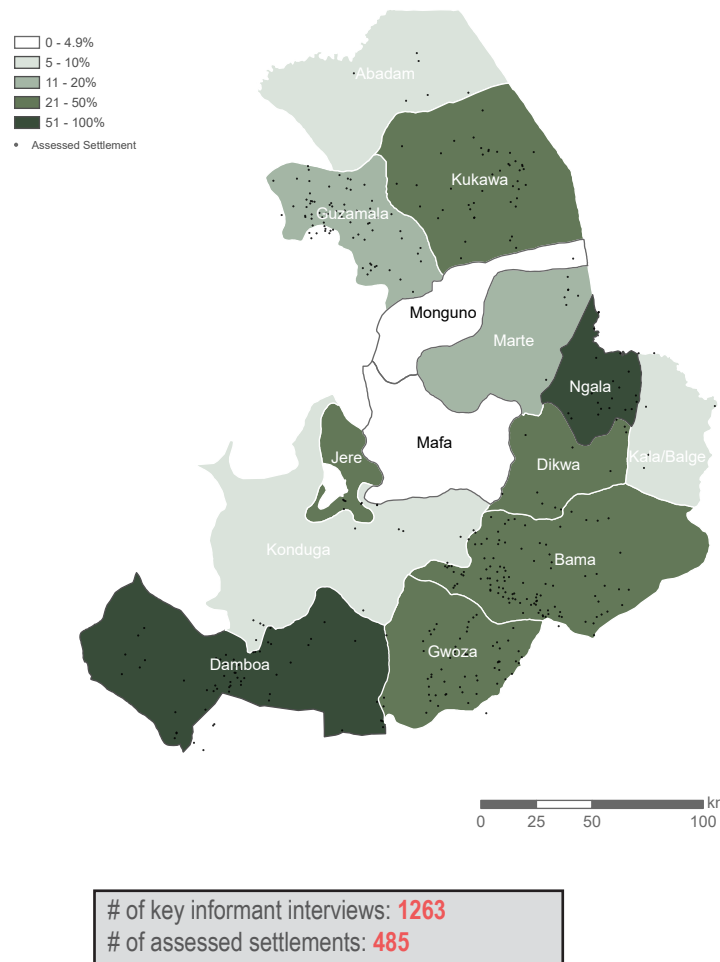 0 - 4.9%
5 - 10%
11 - 20%
21 - 50%
51 - 100%
Assessed Settlement
Abadam
Kukawa
Guzamala
Monguno
Marte
Ngala
Mafa
Jere
Dikwa
Kala/Balge
Konduga
Bama
Gwoza
Damboa
km
0 25 50 100
# of key informant interviews: 1263
# of assessed settlements: 485